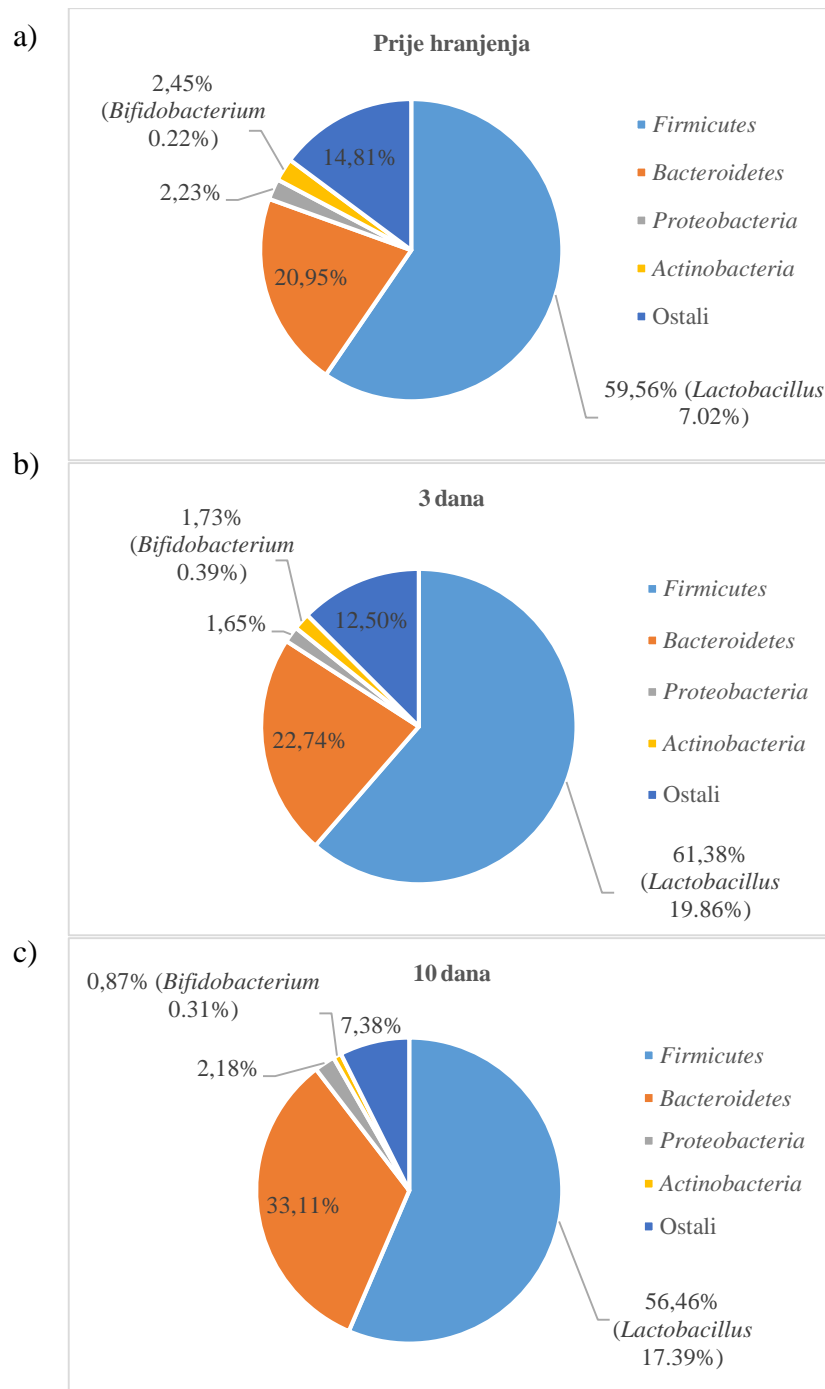 a)
Prije hranjenja
2,45%
(Bifidobacterium
0.22%)
2,23%
14,81%
20,95%
Firmicutes
Bacteroidetes
Proteobacteria
Actinobacteria
Ostali
59,56% (Lactobacillus
7.02%)
b)
3 dana
1,73%
(Bifidobacterium
0.39%)
1,65%
12,50%
22,74%
Firmicutes
Bacteroidetes
Proteobacteria
Actinobacteria
Ostali
61,38%
(Lactobacillus
19.86%)
c)
10 dana
0,87% (Bifidobacterium
0.31%)
7,38%
2,18%
33,11%
Firmicutes
Bacteroidetes
Proteobacteria
Actinobacteria
Ostali
56,46%
(Lactobacillus
17.39%)